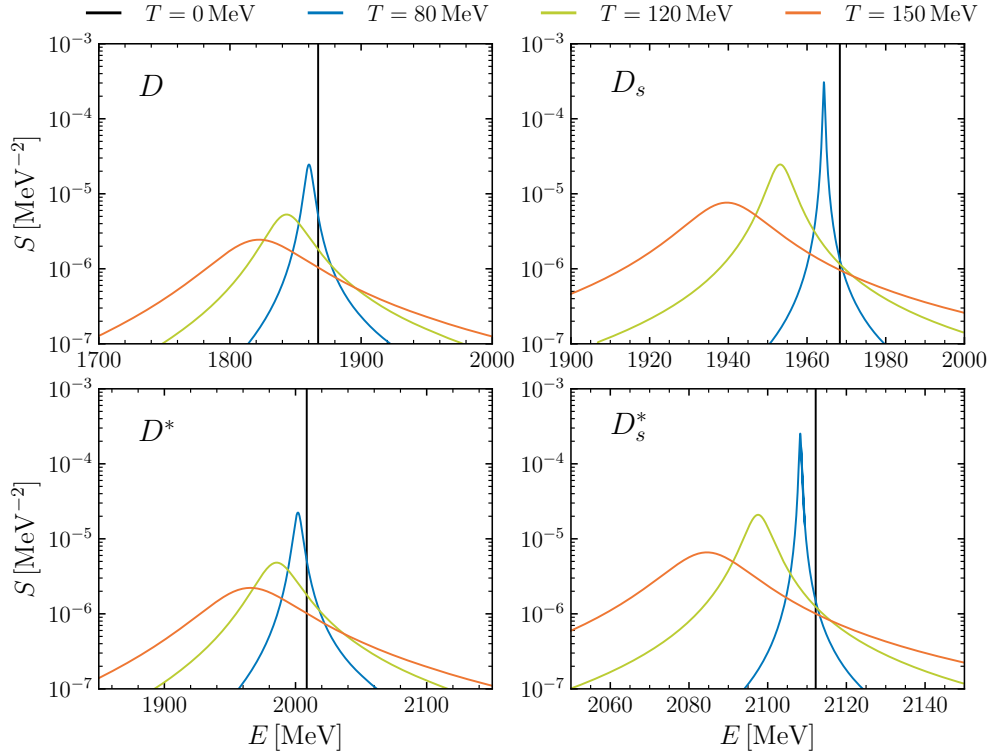 T = 0 MeV T = 80 MeV T = 120 MeV T = 150 MeV
D
S [MeV⁻²]
10⁻³
10⁻⁴
10⁻⁵
10⁻⁶
10⁻⁷
1700 1800 1900 2000
Dₛ
10⁻³
10⁻⁴
10⁻⁵
10⁻⁶
10⁻⁷
1900 1920 1940 1960 1980 2000
D*
S [MeV⁻²]
10⁻³
10⁻⁴
10⁻⁵
10⁻⁶
10⁻⁷
1900 2000 2100
E [MeV]
Dₛ*
10⁻³
10⁻⁴
10⁻⁵
10⁻⁶
10⁻⁷
2060 2080 2100 2120 2140
E [MeV]